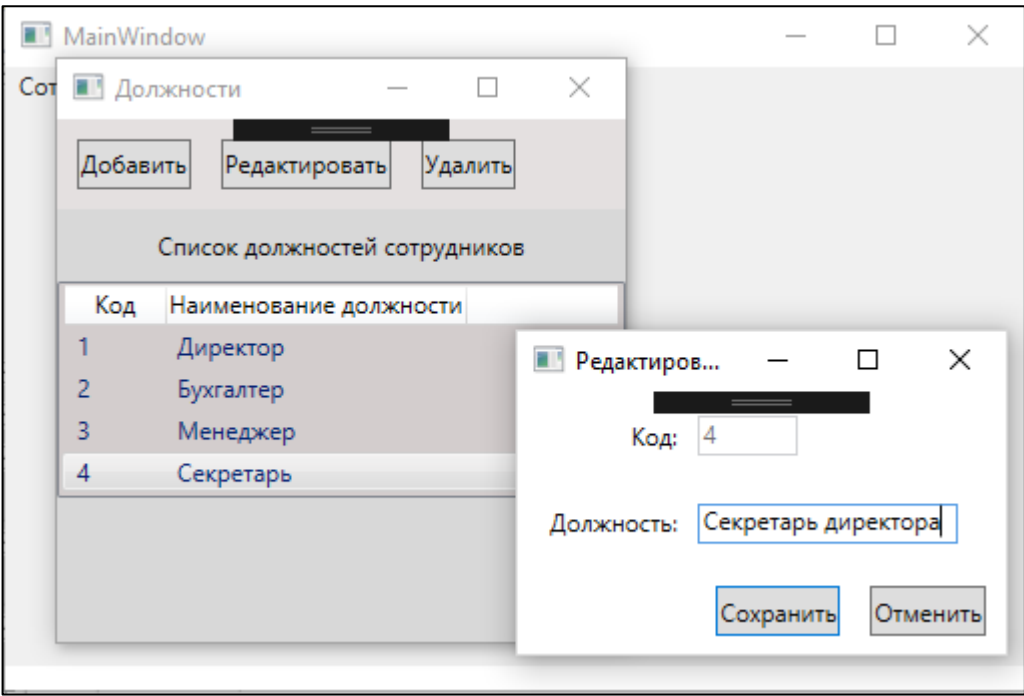 MainWindow
Сот
Должности
Добавить Редактировать Удалить
Список должностей сотрудников
Код Наименование должности
1 Директор
2 Бухгалтер
3 Менеджер
4 Секретарь
Редактиров...
Код: 4
Должность: Секретарь директора
Сохранить Отменить